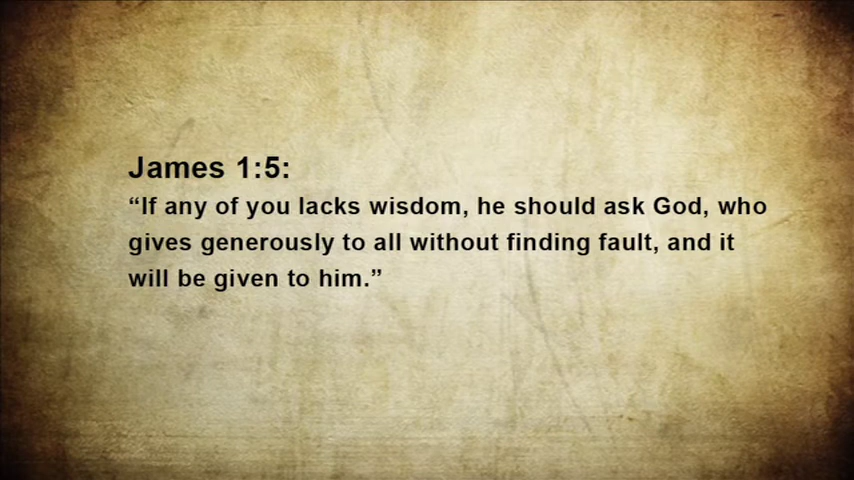 James 1:5:
“If any of you lacks wisdom, he should ask God, who
gives generously to all without finding fault, and it
will be given to him.”